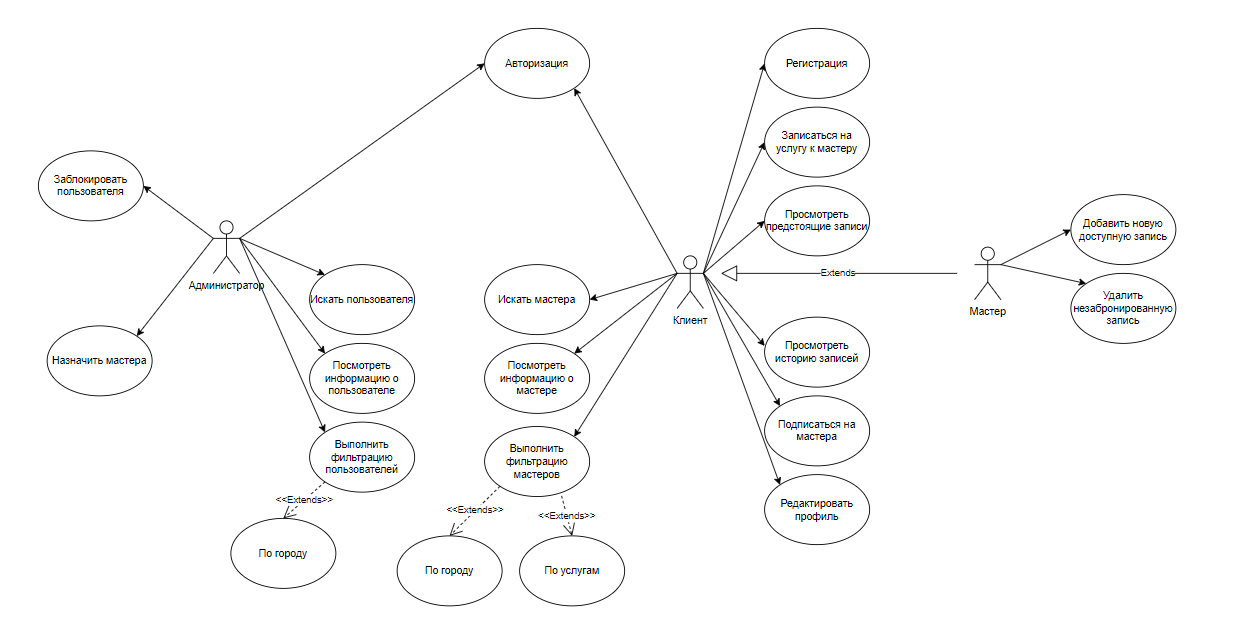 Авторизация
Регистрация
Записаться на
услугу к мастеру
Заблокировать
пользователя
Просмотреть
предстоящие записи
Добавить новую
доступную запись
Администратор
Искать пользователя
Искать мастера
Клиент
Extends
Мастер
Удалить
незабронированную
запись
Назначить мастера
Посмотреть
информацию о
пользователе
Посмотреть
информацию о
мастере
Просмотреть
историю записей
Выполнить
фильтрацию
пользователей
Выполнить
фильтрацию
мастеров
Подписаться на
мастера
<<Extends>>
<<Extends>>
<<Extends>>
Редактировать
профиль
По городу
По городу
По услугам